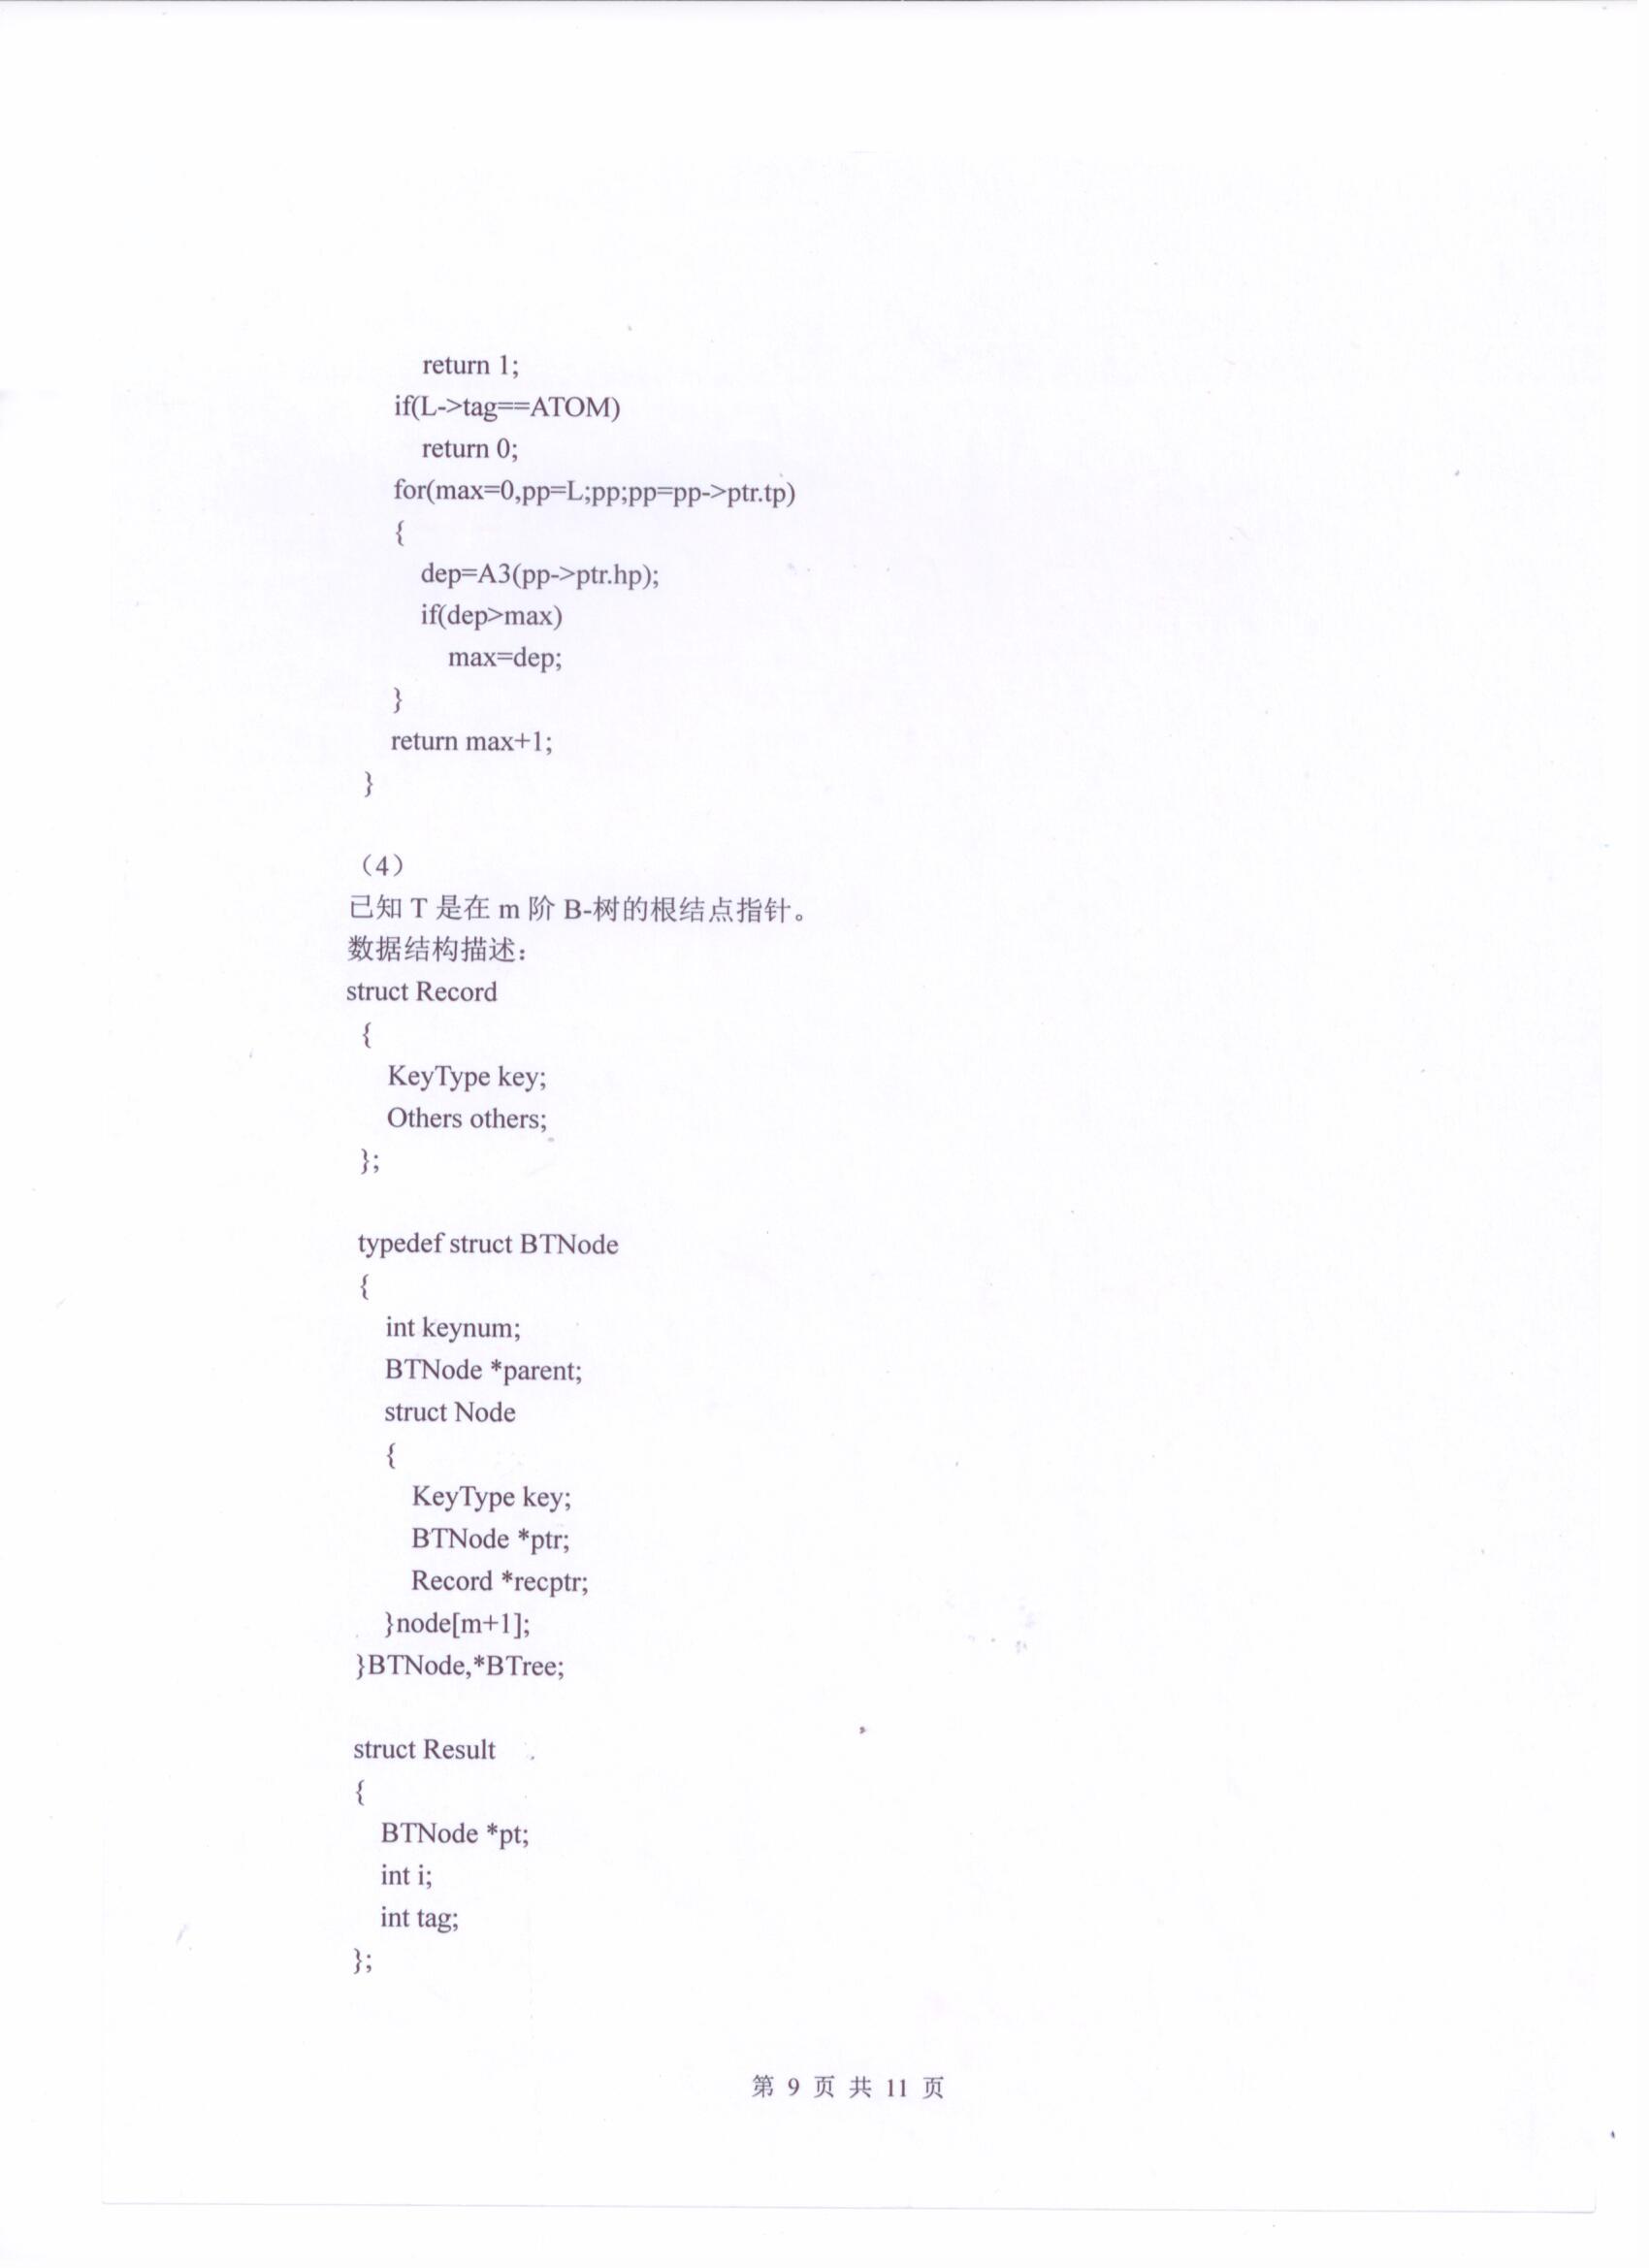 return 1;
if(L->tag==ATOM)
return 0;
for(max=0,pp=L;pp;pp=pp->ptr.tp)
{
dep=A3(pp->ptr.hp);
if(dep>max)
max=dep;
}
return max+1;
}
（4）
已知 T 是在 m 阶 B-树的根结点指针。
数据结构描述：
struct Record
{
KeyType key;
Others others;
};
typedef struct BTNode
{
int keynum;
BTNode *parent;
struct Node
{
KeyType key;
BTNode *ptr;
Record *recptr;
}node[m+1];
}BTNode,*BTree;
struct Result
{
BTNode *pt;
int i;
int tag;
};
第 9 页 共 11 页